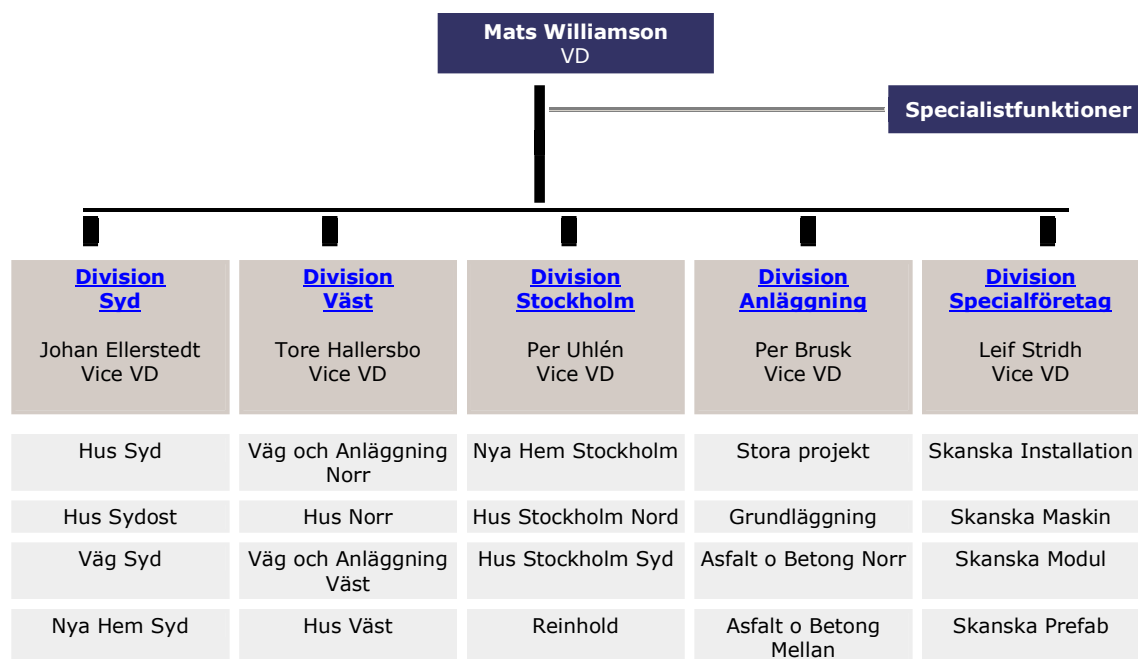 Mats Williamson
VD
Specialistfunktioner
Division
Syd
Johan Ellerstedt
Vice VD
Division
Väst
Tore Hallersbo
Vice VD
Division
Stockholm
Per Uhlén
Vice VD
Division
Anläggning
Per Brusk
Vice VD
Division
Specialföretag
Leif Stridh
Vice VD
Hus Syd
Väg och Anläggning
Norr
Nya Hem Stockholm
Stora projekt
Skanska Installation
Hus Sydost
Hus Norr
Hus Stockholm Nord
Grundläggning
Skanska Maskin
Väg Syd
Väg och Anläggning
Väst
Hus Stockholm Syd
Asfalt o Betong Norr
Skanska Modul
Nya Hem Syd
Hus Väst
Reinhold
Asfalt o Betong
Mellan
Skanska Prefab